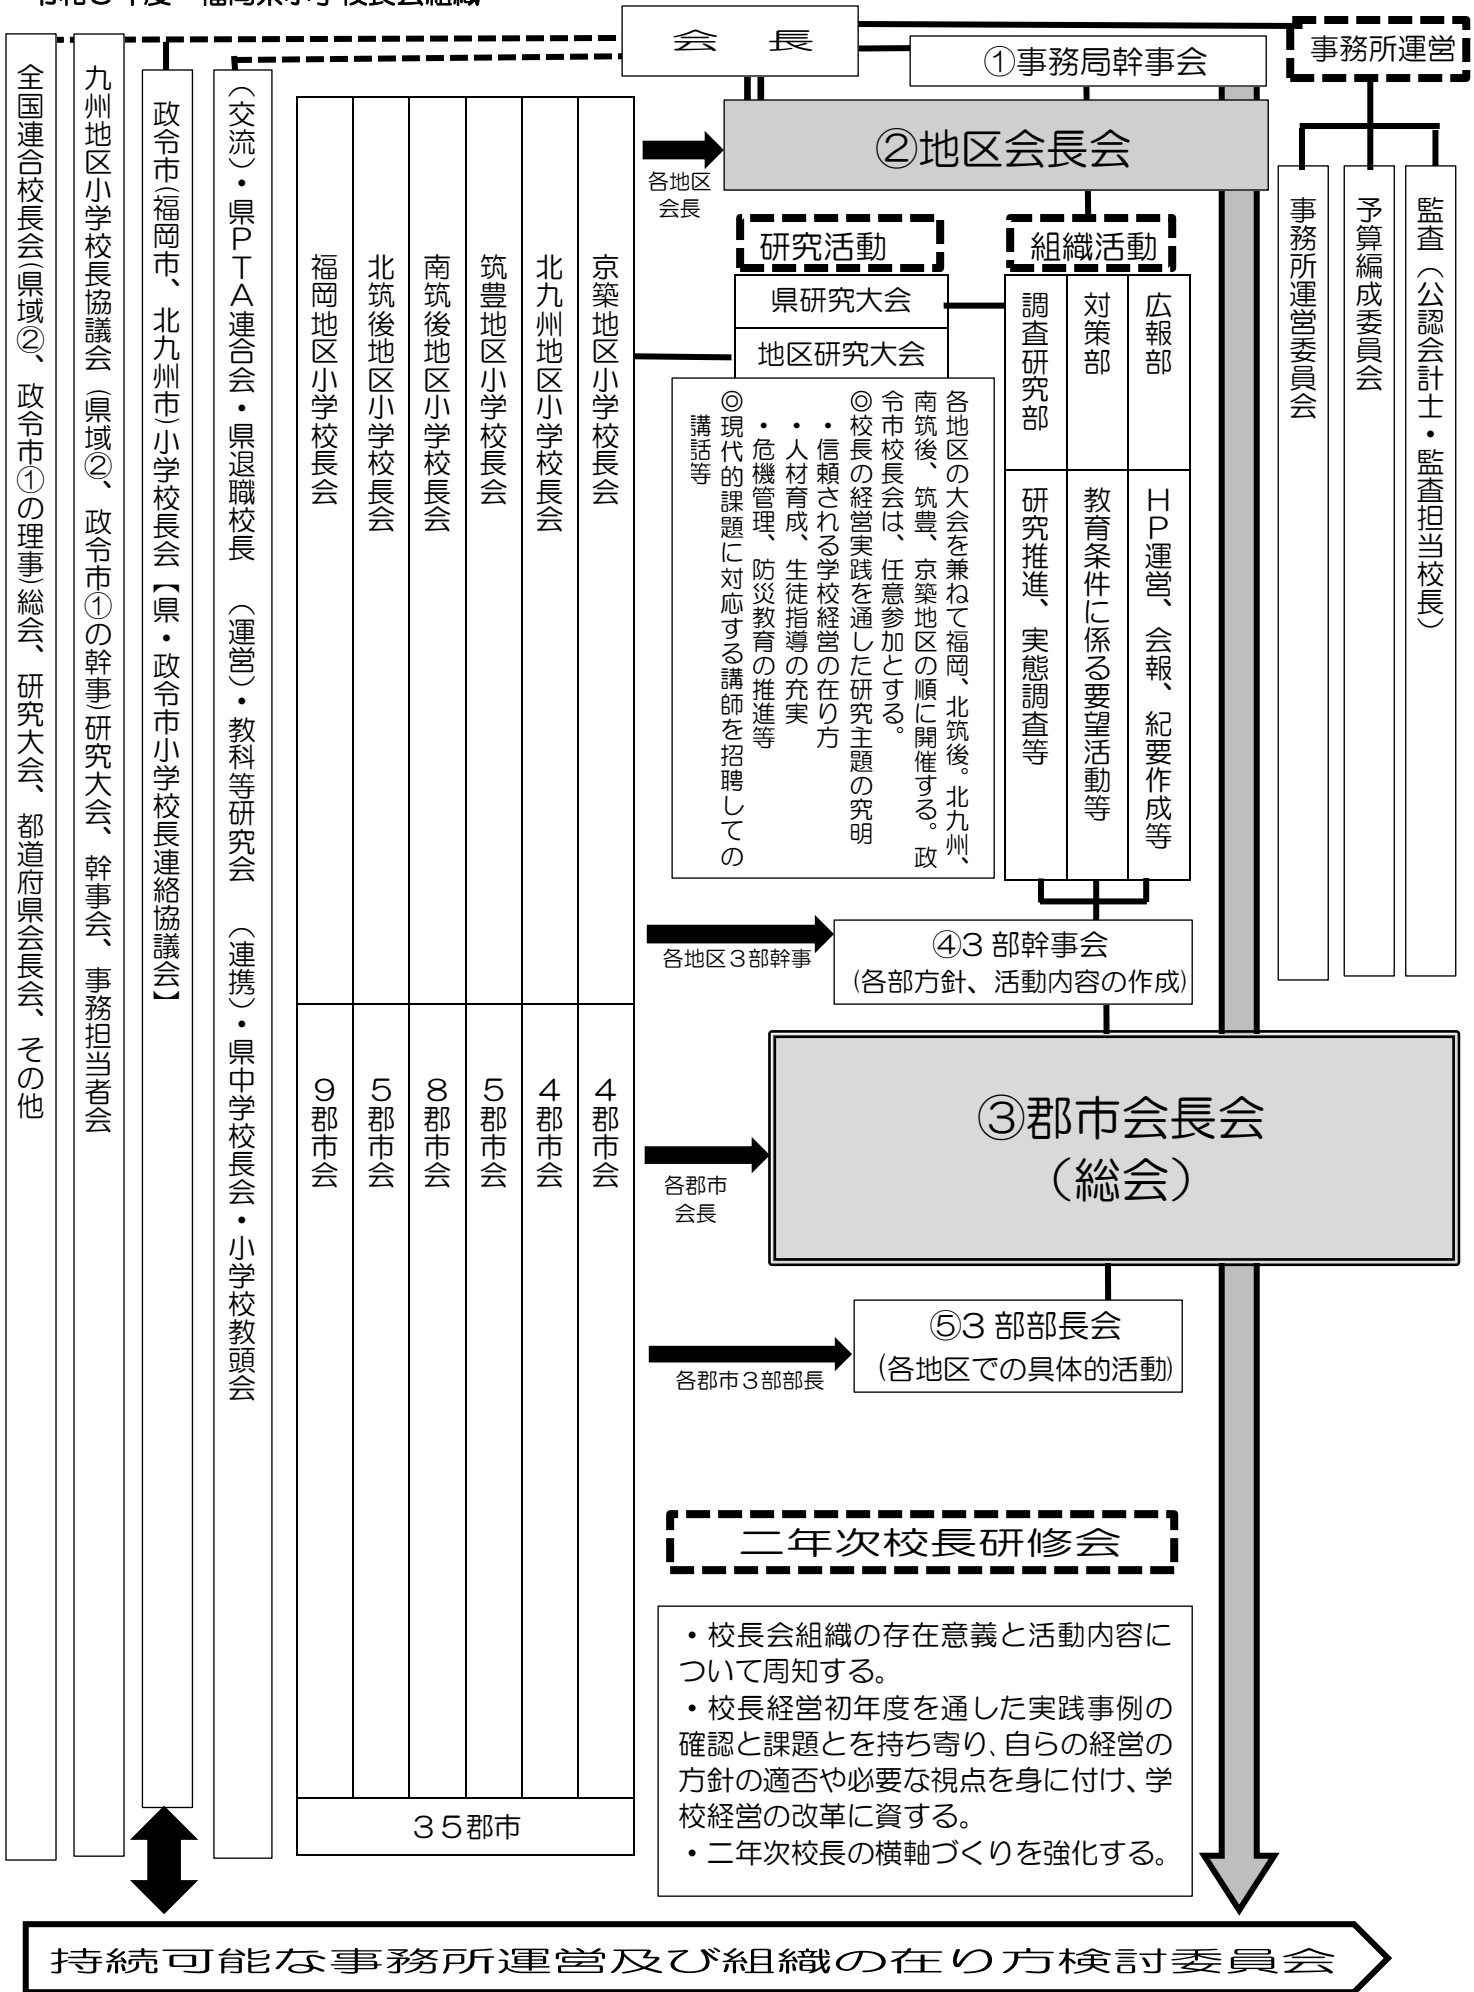 会　長
①事務局幹事会
事務所運営
②地区会長会
各地区
会長
全国連合校長会（県域②、政令市①の理事）総会、研究大会、都道府県会長会、その他
九州地区小学校長協議会（県域②、政令市①の幹事）研究大会、幹事会、事務担当者会
政令市（福岡市、北九州市）小学校長会【県・政令市小学校長連絡協議会】
（交流）・県ＰＴＡ連合会・県退職校長　（運営）・教科等研究会　（連携）・県中学校長会・小学校教頭会
福岡地区小学校長会
北筑後地区小学校長会
南筑後地区小学校長会
筑豊地区小学校長会
北九州地区小学校長会
京築地区小学校長会
９郡市会
５郡市会
８郡市会
５郡市会
４郡市会
４郡市会
３５郡市
研究活動
県研究大会
地区研究大会
各地区の大会を兼ねて福岡、北筑後。北九州、
南筑後、筑豊、京築地区の順に開催する。政
令市校長会は、任意参加とする。
◎校長の経営実践を通した研究主題の究明
・信頼される学校経営の在り方
・人材育成、生徒指導の充実
・危機管理、防災教育の推進等
◎現代的課題に対応する講師を招聘しての
講話等
組織活動
調査研究部
対策部
広報部
研究推進、実態調査等
教育条件に係る要望活動等
ＨＰ運営、会報、紀要作成等
事務所運営委員会
予算編成委員会
監査（公認会計士・監査担当校長）
各地区３部幹事
④３部幹事会
(各部方針、活動内容の作成)
各郡市
会長
③郡市会長会
（総会）
各郡市３部部長
⑤３部部長会
(各地区での具体的活動)
二年次校長研修会
・校長会組織の存在意義と活動内容に
ついて周知する。
・校長経営初年度を通した実践事例の
確認と課題とを持ち寄り、自らの経営の
方針の適否や必要な視点を身に付け、学
校経営の改革に資する。
・二年次校長の横軸づくりを強化する。
持続可能な事務所運営及び組織の在り方検討委員会